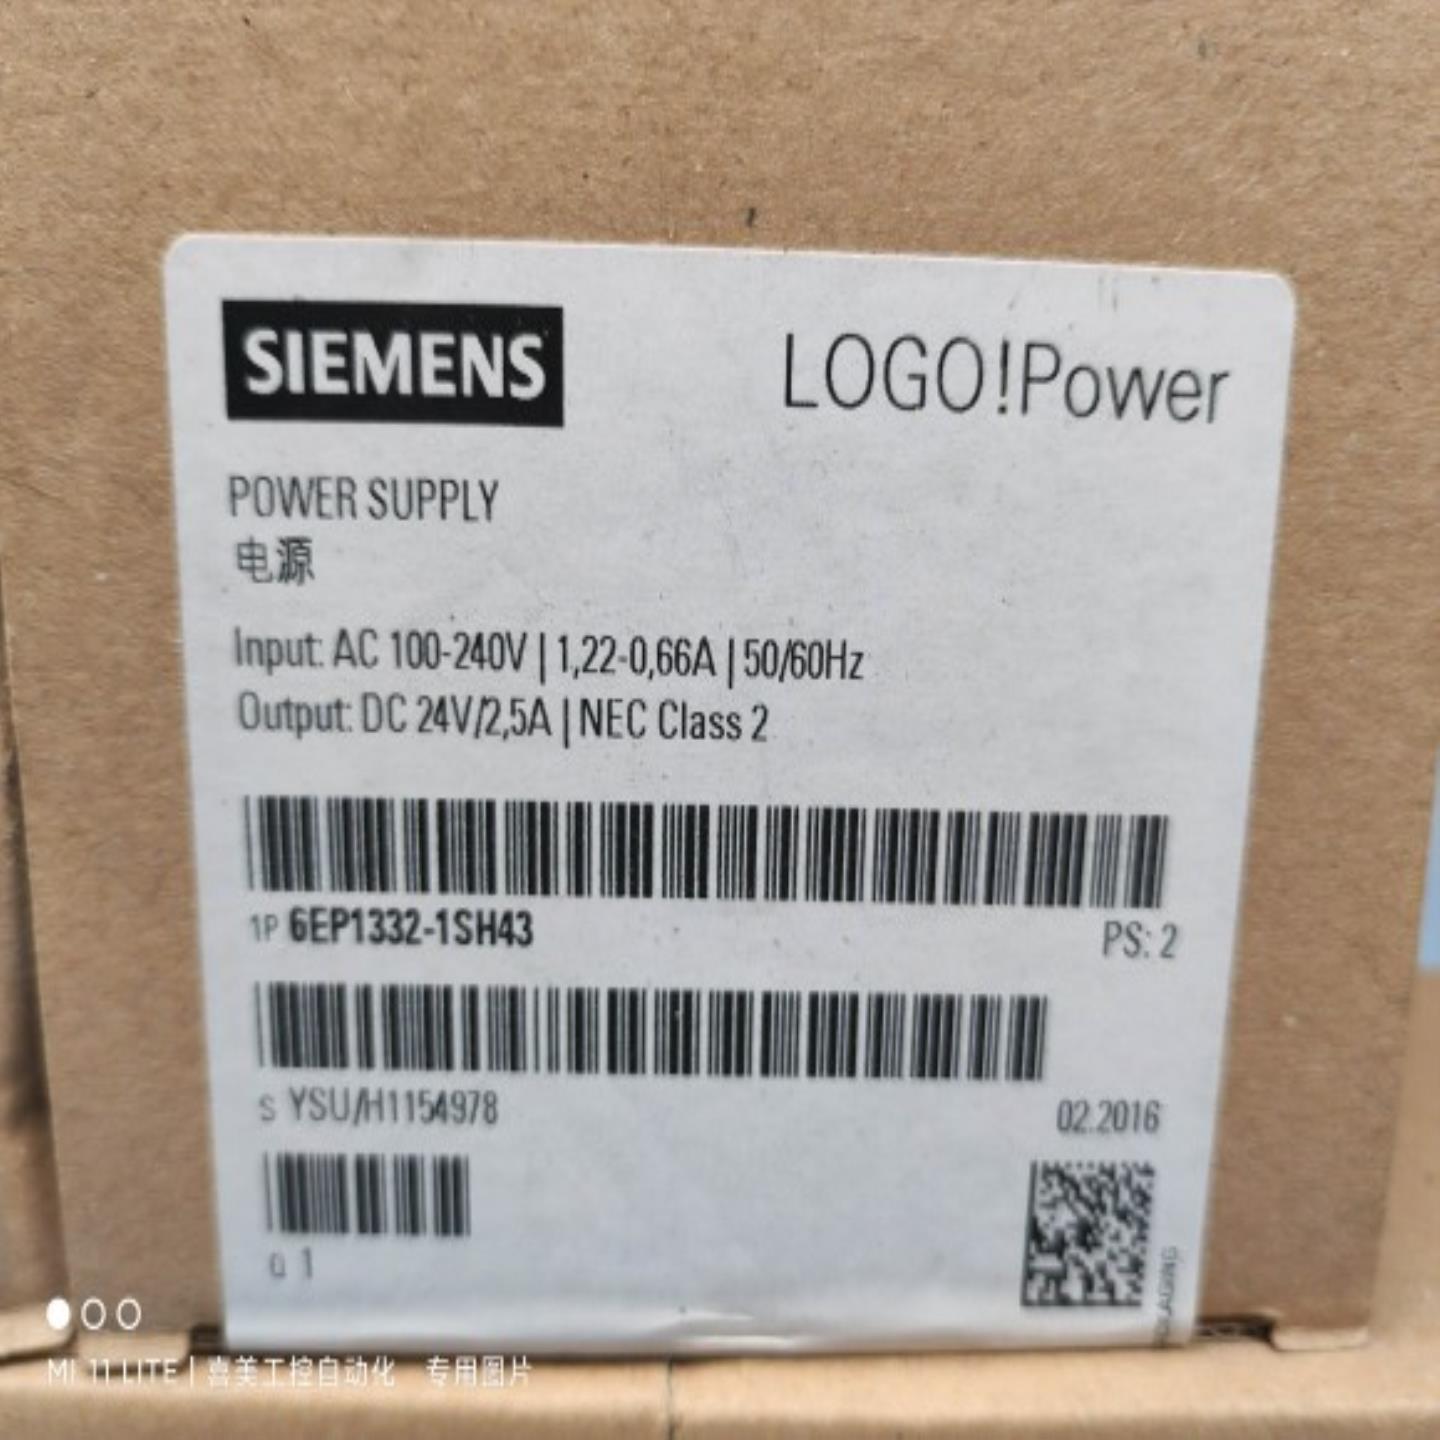 SIEMENS
LOGO!Power
POWER SUPPLY
电源
Input: AC 100-240V | 1,22-0,66A | 50/60Hz
Output: DC 24V/2,5A | NEC Class 2
1P 6EP1332-1SH43
PS: 2
S YSU/H1154978
02.2016
Q 1
MI 11 LITE | 喜美工控自动化 专用图片